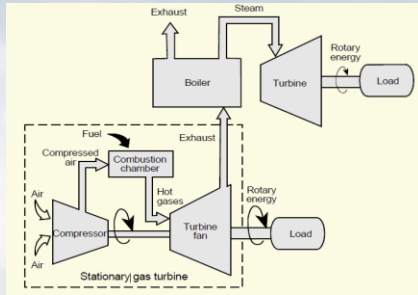 Exhaust
Steam
Boiler
Turbine
Rotary
energy
Load
Fuel
Exhaust
Compressed
air
Combustion
chamber
Hot
gases
Rotary
energy
Air
Compressor
Turbine
fan
Load
Air
Stationary gas turbine